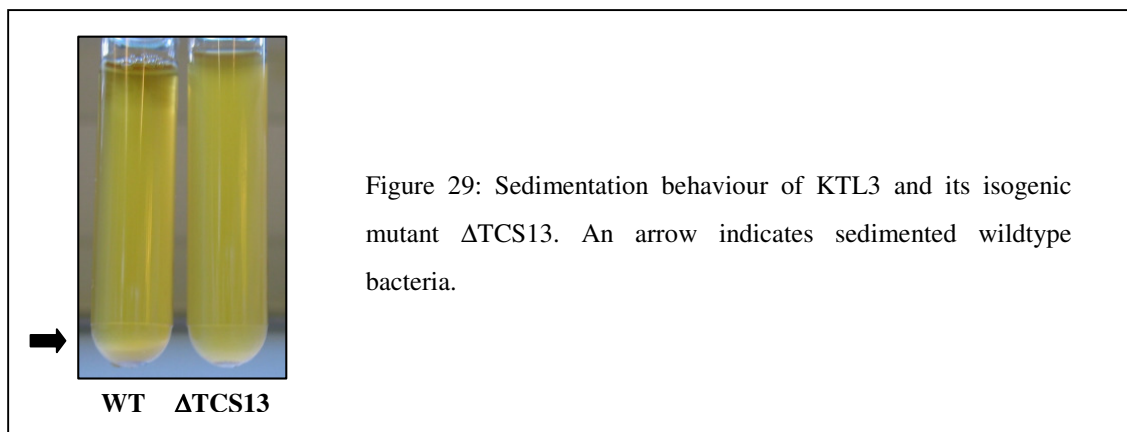 Figure 29: Sedimentation behaviour of KTL3 and its isogenic
mutant ΔTCS13. An arrow indicates sedimented wildtype
bacteria.
WT ΔTCS13